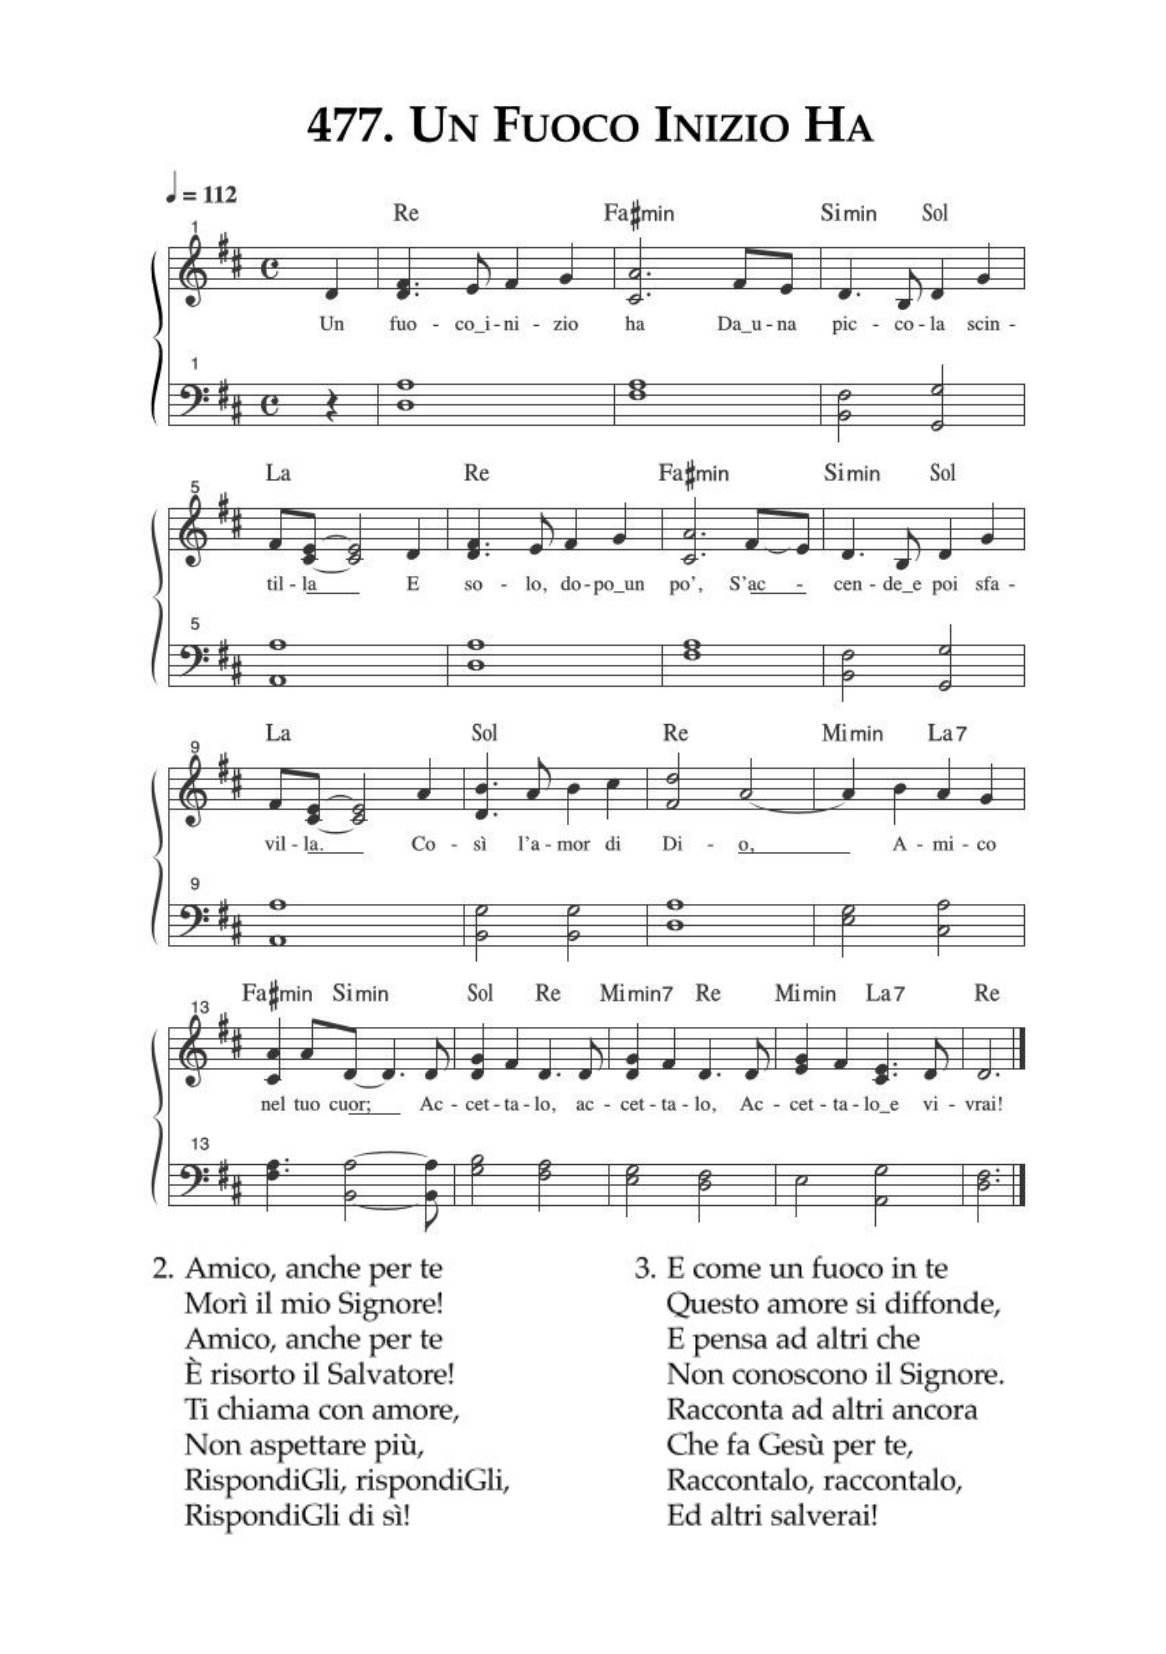 477. Un Fuoco Inizio Ha
♩ = 112
Re Fa♯min Simin Sol
1
Un fuo - co_i - ni - zio ha Da_u - na pic - co - la scin -
1
La Re Fa♯min Simin Sol
5
til - la E so - lo, do - po_un po', S'ac - cen - de_e poi sfa -
5
La Sol Re Mimin La7
9
vil - la. Co - sì l'a - mor di Di - o, A - mi - co
9
Fa♯min Simin Sol Re Mimin7 Re Mimin La7 Re
13
nel tuo cuor; Ac - cet - ta - lo, ac - cet - ta - lo, Ac - cet - ta - lo_e vi - vrai!
13
2. Amico, anche per te
Morì il mio Signore!
Amico, anche per te
È risorto il Salvatore!
Ti chiama con amore,
Non aspettare più,
RispondiGli, rispondiGli,
RispondiGli di sì!
3. E come un fuoco in te
Questo amore si diffonde,
E pensa ad altri che
Non conoscono il Signore.
Racconta ad altri ancora
Che fa Gesù per te,
Raccontalo, raccontalo,
Ed altri salverai!